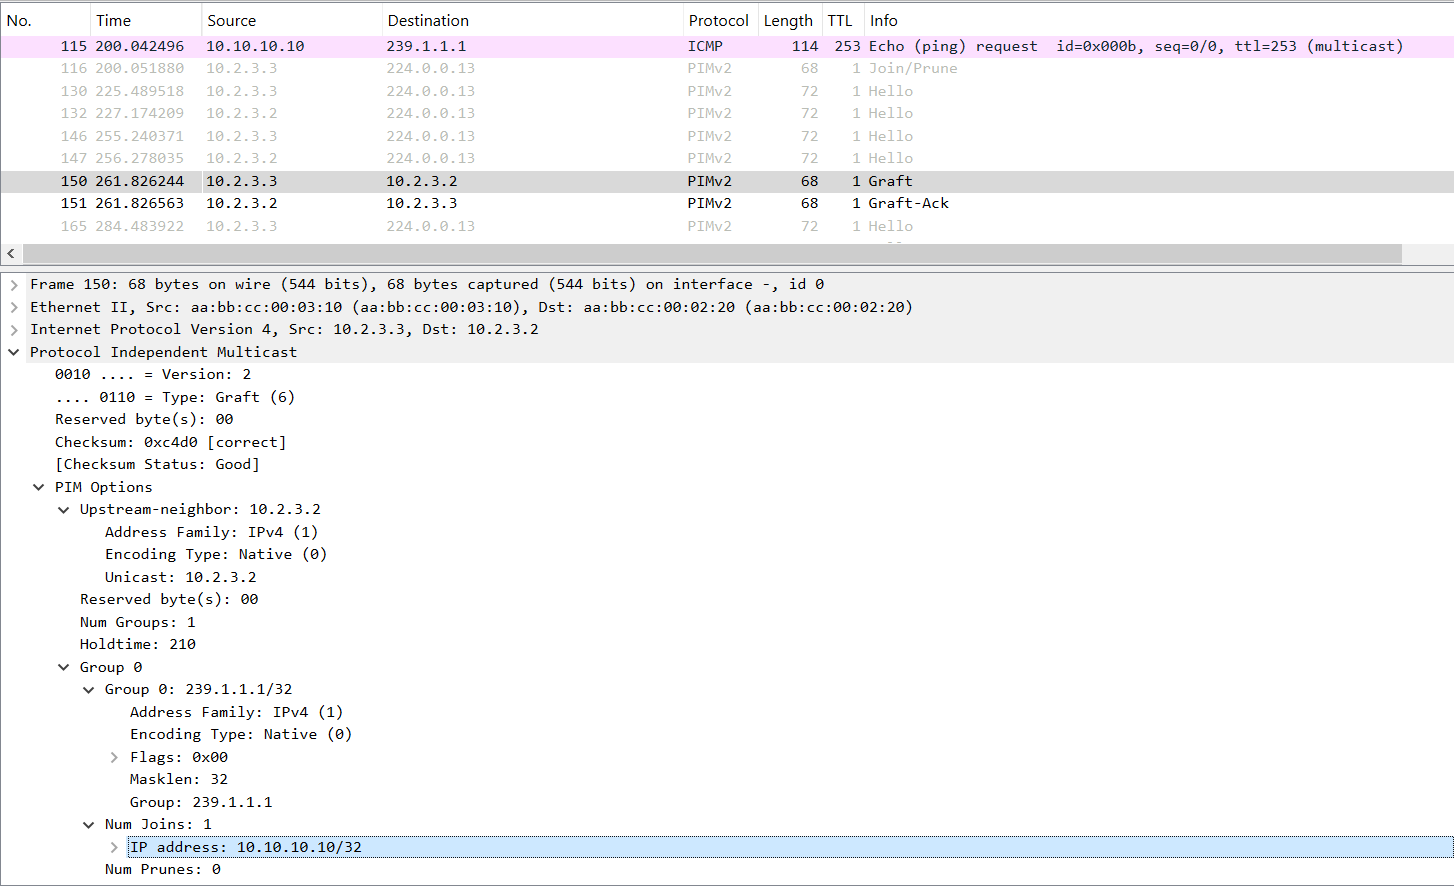 No. Time Source Destination Protocol Length TTL Info
115 200.042496 10.10.10.10 239.1.1.1 ICMP 114 253 Echo (ping) request id=0x000b, seq=0/0, ttl=253 (multicast)
116 200.051880 10.2.3.3 224.0.0.13 PIMv2 68 1 Join/Prune
130 225.489518 10.2.3.3 224.0.0.13 PIMv2 72 1 Hello
132 227.174209 10.2.3.2 224.0.0.13 PIMv2 72 1 Hello
146 255.240371 10.2.3.3 224.0.0.13 PIMv2 72 1 Hello
147 256.278035 10.2.3.2 224.0.0.13 PIMv2 72 1 Hello
150 261.826244 10.2.3.3 10.2.3.2 PIMv2 68 1 Graft
151 261.826563 10.2.3.2 10.2.3.3 PIMv2 68 1 Graft-Ack
165 284.483922 10.2.3.3 224.0.0.13 PIMv2 72 1 Hello
Frame 150: 68 bytes on wire (544 bits), 68 bytes captured (544 bits) on interface -, id 0
Ethernet II, Src: aa:bb:cc:00:03:10 (aa:bb:cc:00:03:10), Dst: aa:bb:cc:00:02:20 (aa:bb:cc:00:02:20)
Internet Protocol Version 4, Src: 10.2.3.3, Dst: 10.2.3.2
Protocol Independent Multicast
0010 .... = Version: 2
.... 0110 = Type: Graft (6)
Reserved byte(s): 00
Checksum: 0xc4d0 [correct]
[Checksum Status: Good]
PIM Options
Upstream-neighbor: 10.2.3.2
Address Family: IPv4 (1)
Encoding Type: Native (0)
Unicast: 10.2.3.2
Reserved byte(s): 00
Num Groups: 1
Holdtime: 210
Group 0
Group 0: 239.1.1.1/32
Address Family: IPv4 (1)
Encoding Type: Native (0)
Flags: 0x00
Masklen: 32
Group: 239.1.1.1
Num Joins: 1
IP address: 10.10.10.10/32
Num Prunes: 0